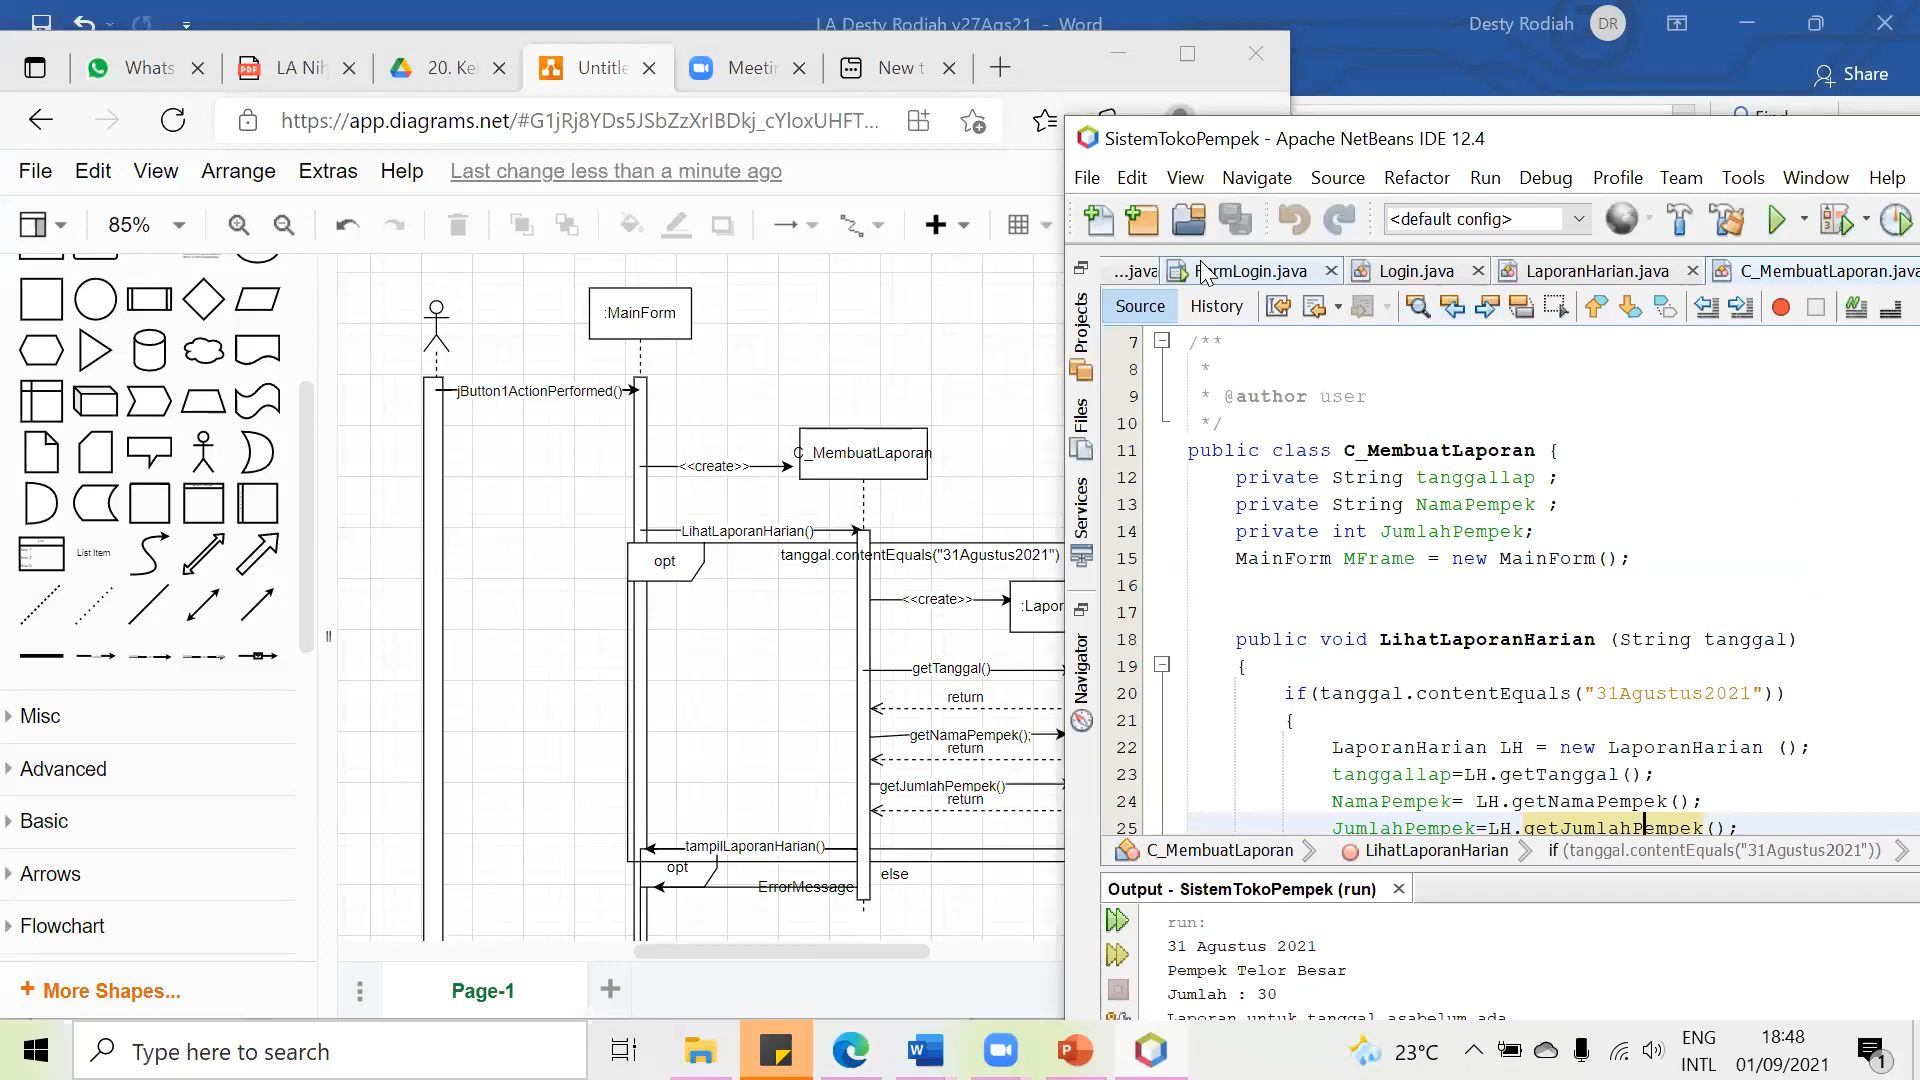 LA Desty Rodiah v27Ags21 - Word
Desty Rodiah
DR
Share
Whats
LA Nih
20. Ke
Untitle
Meetin
New t
https://app.diagrams.net/#G1jRj8YDs5JSbZzXrIBDkj_cYloxUHFT...
File Edit View Arrange Extras Help
Last change less than a minute ago
85%
List Item
Misc
Advanced
Basic
Arrows
Flowchart
+ More Shapes...
:MainForm
jButton1ActionPerformed()
C_MembuatLaporan
<<create>>
LihatLaporanHarian()
opt
tanggal.contentEquals("31Agustus2021")
<<create>>
:Lapor
getTanggal()
return
getNamaPempek();
return
getJumlahPempek()
return
tampilLaporanHarian()
opt
else
ErrorMessage
Page-1
SistemTokoPempek - Apache NetBeans IDE 12.4
File Edit View Navigate Source Refactor Run Debug Profile Team Tools Window Help
<default config>
...java
FormLogin.java
Login.java
LaporanHarian.java
C_MembuatLaporan.java
Source History
Projects
Files
Services
Navigator
7 /**
8 *
9 * @author user
10 */
11 public class C_MembuatLaporan {
12 private String tanggallap ;
13 private String NamaPempek ;
14 private int JumlahPempek;
15 MainForm MFrame = new MainForm();
16
17
18 public void LihatLaporanHarian (String tanggal)
19 {
20 if(tanggal.contentEquals("31Agustus2021"))
21 {
22 LaporanHarian LH = new LaporanHarian ();
23 tanggallap=LH.getTanggal();
24 NamaPempek= LH.getNamaPempek();
25 JumlahPempek=LH.getJumlahPempek();
C_MembuatLaporan
LihatLaporanHarian
if (tanggal.contentEquals("31Agustus2021"))
Output - SistemTokoPempek (run)
run:
31 Agustus 2021
Pempek Telor Besar
Jumlah : 30
Laporan untuk tanggal asabelum ada
Type here to search
23°C
ENG
INTL
18:48
01/09/2021
1